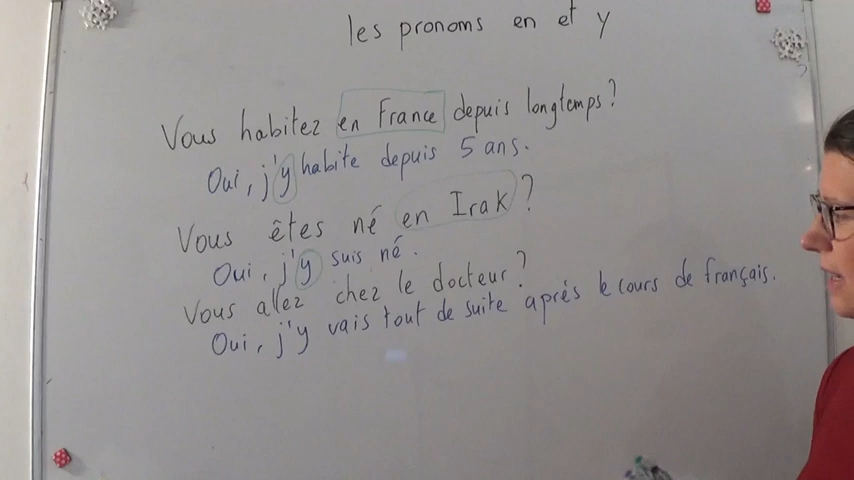 les pronoms en et y
Vous habitez en France depuis longtemps?
Oui, j'y habite depuis 5 ans.
Vous êtes né en Irak?
Oui, j'y suis né.
Vous allez chez le docteur?
Oui, j'y vais tout de suite après le cours de français.